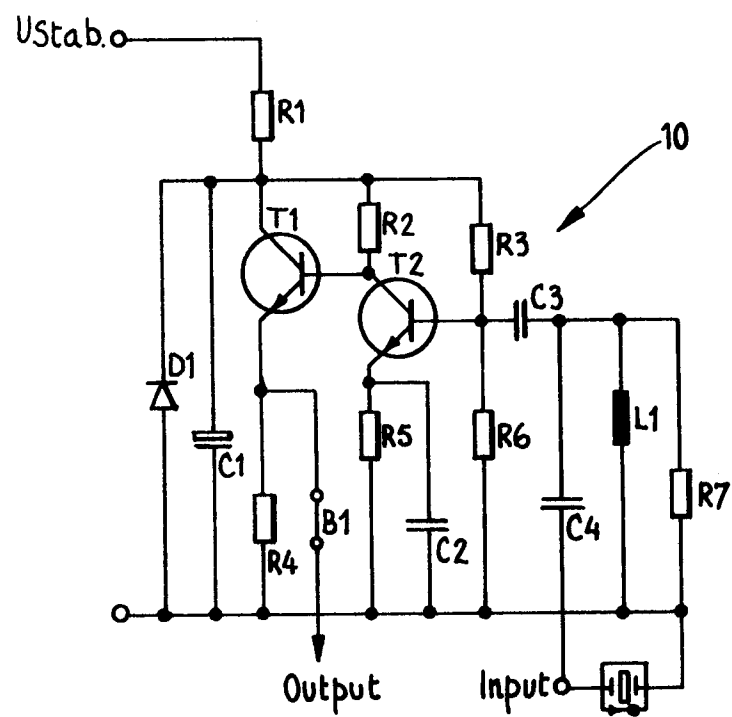 UStab.
R1
10
T1
R2
T2
R3
C3
D1
C1
R5
R6
L1
R7
R4
B1
C2
C4
Output
Input